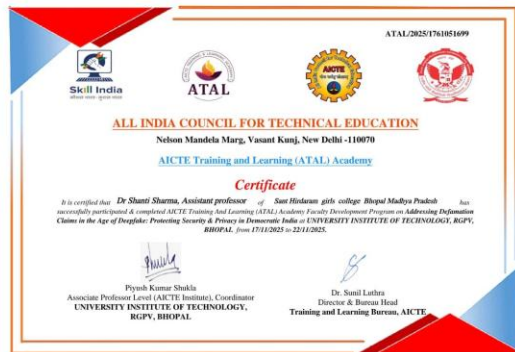 ATAL/2025/1761051699
Skill India
कौशल भारत - कुशल भारत
ATAL
AICTE
ALL INDIA COUNCIL FOR TECHNICAL EDUCATION
Nelson Mandela Marg, Vasant Kunj, New Delhi -110070
AICTE Training and Learning (ATAL) Academy
Certificate
It is certified that Dr Shanti Sharma, Assistant professor of Sant Hirdaram girls college Bhopal Madhya Pradesh has
successfully participated & completed AICTE Training And Learning (ATAL) Academy Faculty Development Program on Addressing Defamation
Claims in the Age of Deepfake: Protecting Security & Privacy in Democratic India at UNIVERSITY INSTITUTE OF TECHNOLOGY, RGPV,
BHOPAL from 17/11/2025 to 22/11/2025.
Piyush Kumar Shukla
Associate Professor Level (AICTE Institute), Coordinator
UNIVERSITY INSTITUTE OF TECHNOLOGY,
RGPV, BHOPAL
Dr. Sunil Luthra
Director & Bureau Head
Training and Learning Bureau, AICTE